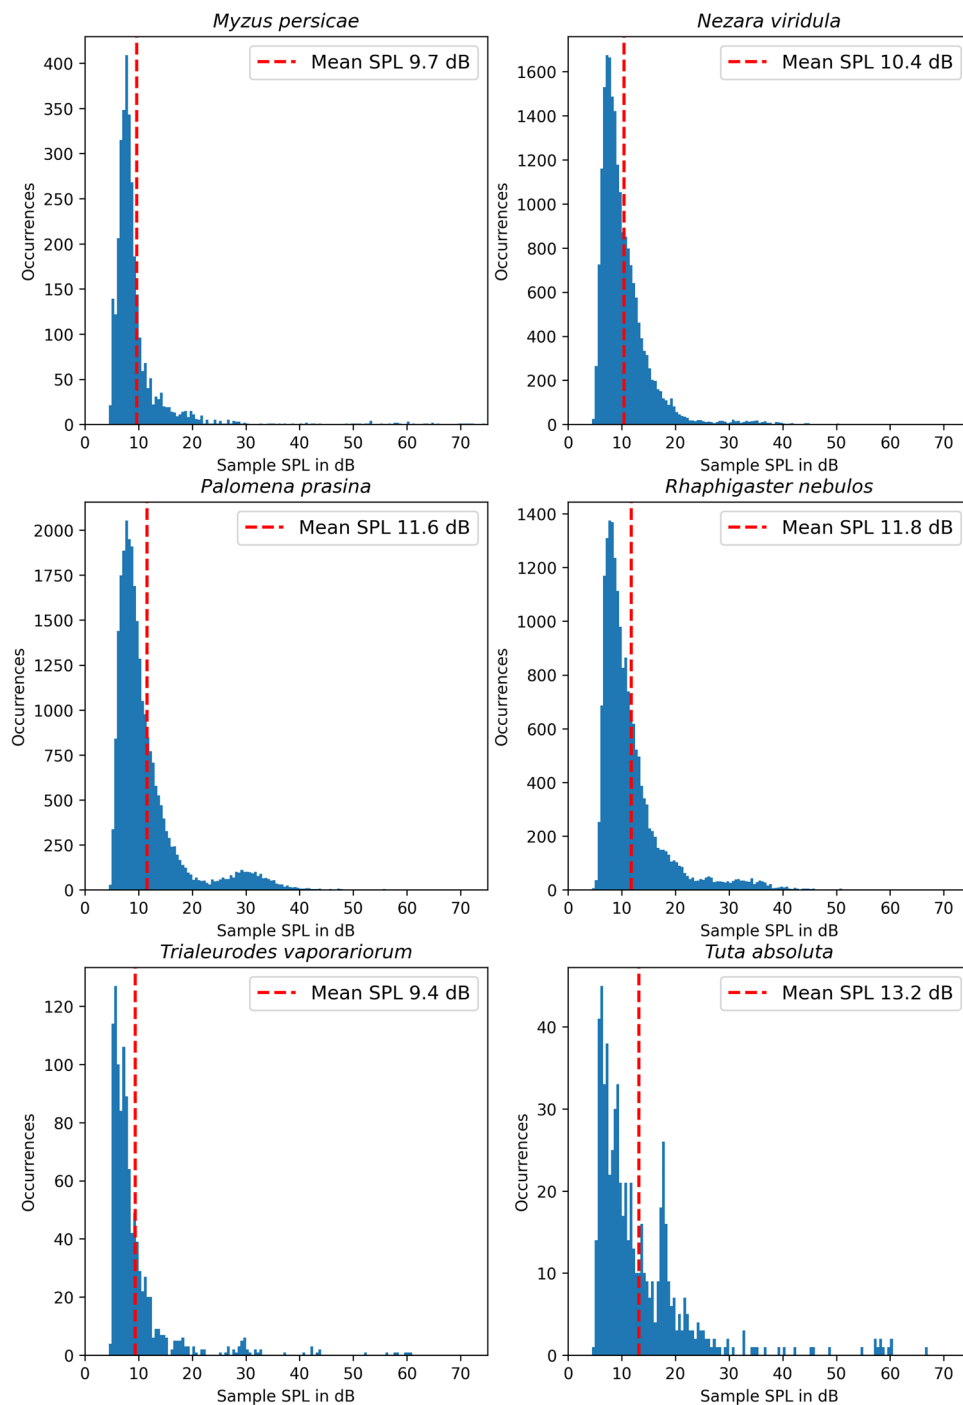 Myzus persicae
Mean SPL 9.7 dB
Occurrences
400
350
300
250
200
150
100
50
0
0 10 20 30 40 50 60 70
Sample SPL in dB
Nezara viridula
Mean SPL 10.4 dB
Occurrences
1600
1400
1200
1000
800
600
400
200
0
0 10 20 30 40 50 60 70
Sample SPL in dB
Palomena prasina
Mean SPL 11.6 dB
Occurrences
2000
1750
1500
1250
1000
750
500
250
0
0 10 20 30 40 50 60 70
Sample SPL in dB
Rhaphigaster nebulos
Mean SPL 11.8 dB
Occurrences
1400
1200
1000
800
600
400
200
0
0 10 20 30 40 50 60 70
Sample SPL in dB
Trialeurodes vaporariorum
Mean SPL 9.4 dB
Occurrences
120
100
80
60
40
20
0
0 10 20 30 40 50 60 70
Sample SPL in dB
Tuta absoluta
Mean SPL 13.2 dB
Occurrences
40
30
20
10
0
0 10 20 30 40 50 60 70
Sample SPL in dB